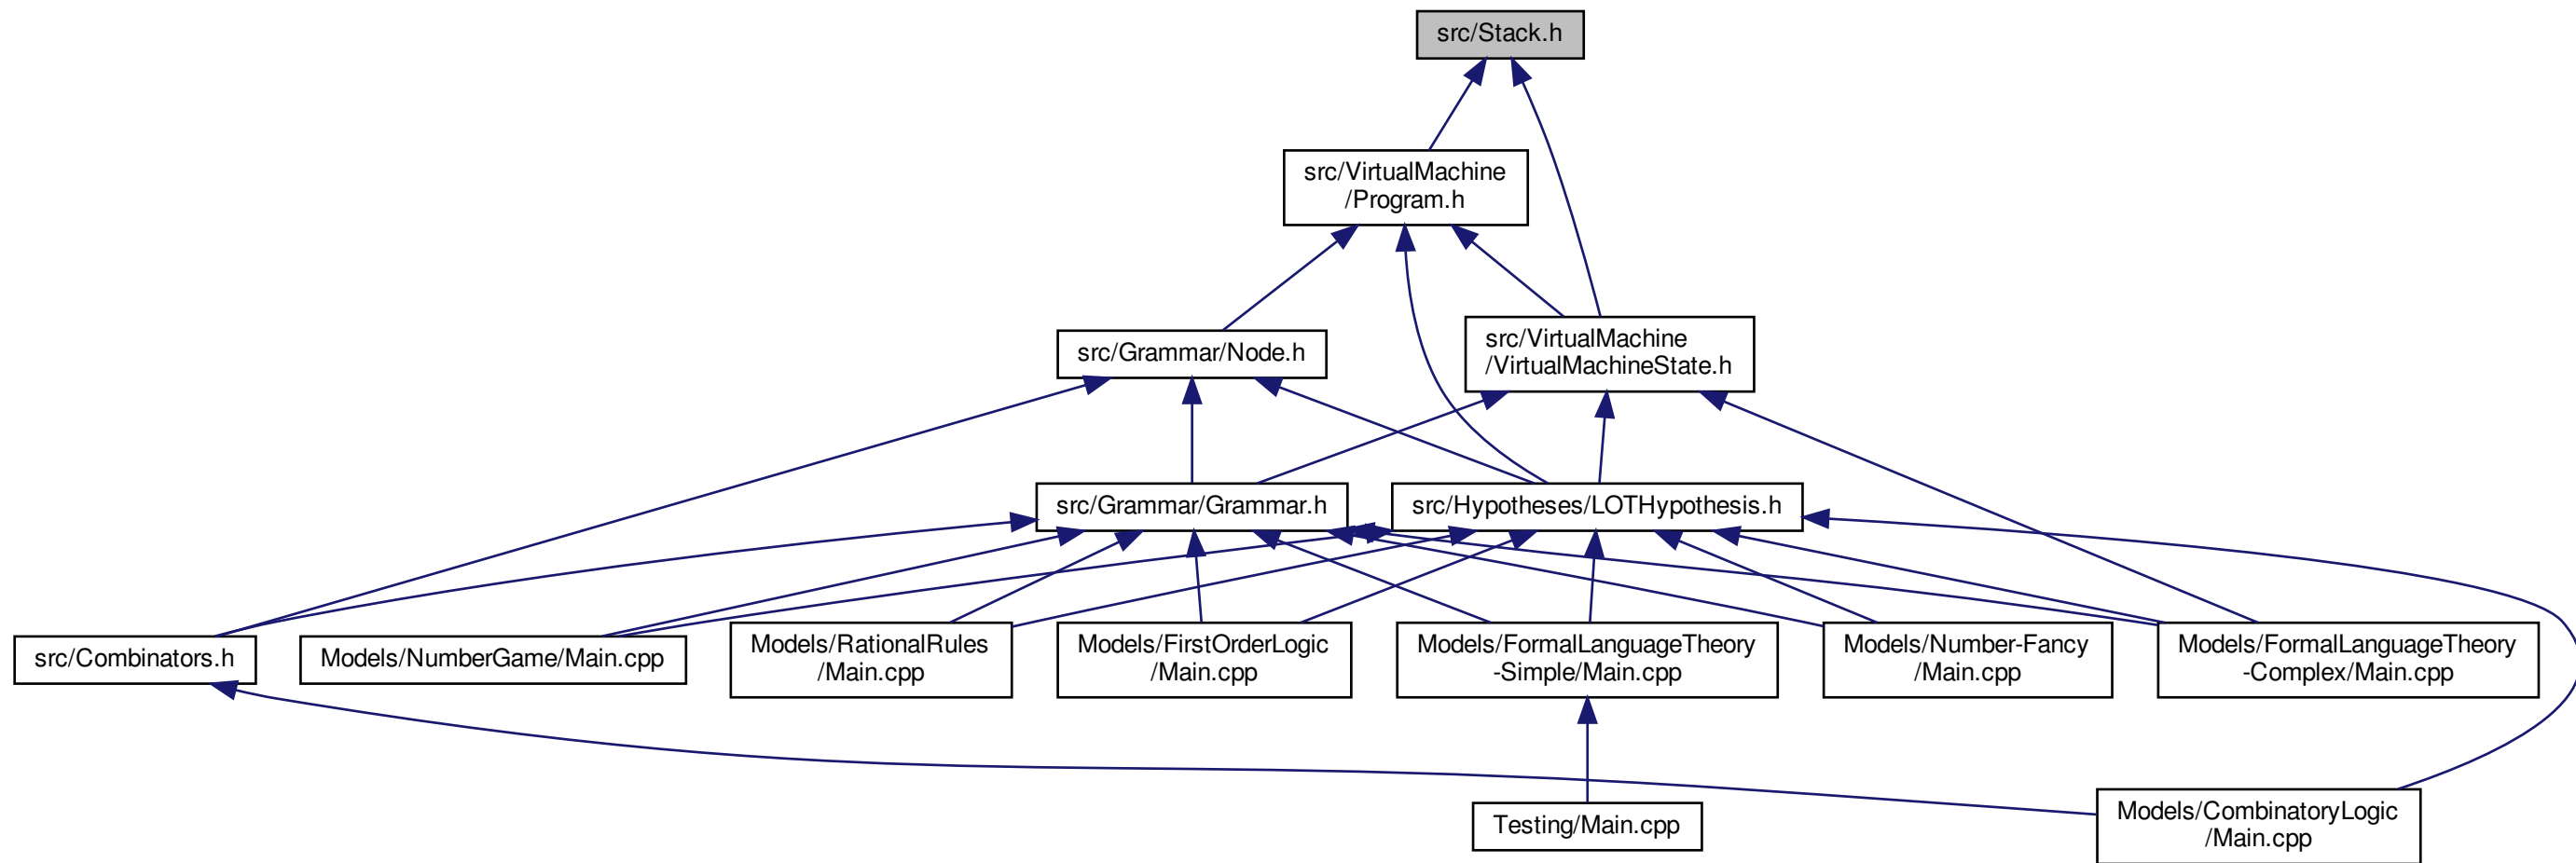 src/Stack.h
src/VirtualMachine
/Program.h
src/Grammar/Node.h
src/VirtualMachine
/VirtualMachineState.h
src/Grammar/Grammar.h
src/Hypotheses/LOTHypothesis.h
src/Combinators.h
Models/NumberGame/Main.cpp
Models/RationalRules
/Main.cpp
Models/FirstOrderLogic
/Main.cpp
Models/FormalLanguageTheory
-Simple/Main.cpp
Models/Number-Fancy
/Main.cpp
Models/FormalLanguageTheory
-Complex/Main.cpp
Testing/Main.cpp
Models/CombinatoryLogic
/Main.cpp